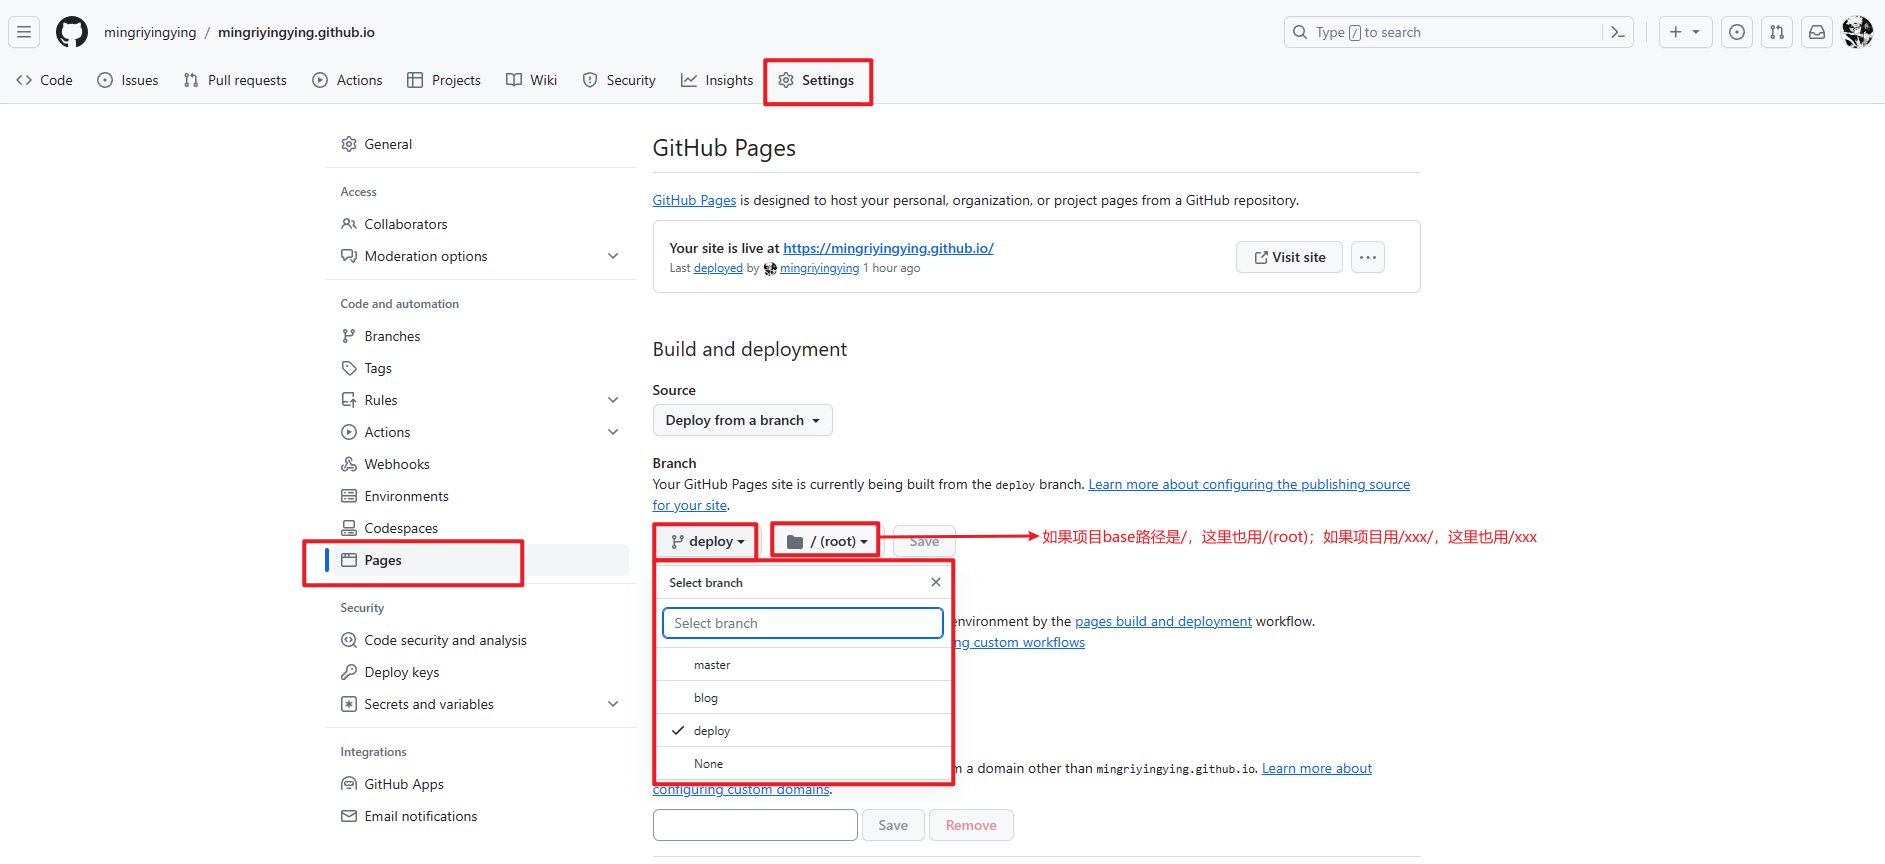 mingriyingying / mingriyingying.github.io
Type / to search
Code Issues Pull requests Actions Projects Wiki Security Insights Settings
General
Access
Collaborators
Moderation options
Code and automation
Branches
Tags
Rules
Actions
Webhooks
Environments
Codespaces
Pages
Security
Code security and analysis
Deploy keys
Secrets and variables
Integrations
GitHub Apps
Email notifications
GitHub Pages
GitHub Pages is designed to host your personal, organization, or project pages from a GitHub repository.
Your site is live at https://mingriyingying.github.io/
Last deployed by mingriyingying 1 hour ago
Visit site
Build and deployment
Source
Deploy from a branch
Branch
Your GitHub Pages site is currently being built from the deploy branch. Learn more about configuring the publishing source
for your site.
deploy / (root) Save
如果项目base路径是/，这里也用/(root)；如果项目用/xxx/，这里也用/xxx
Select branch
Select branch
master
blog
deploy
None
environment by the pages build and deployment workflow.
ng custom workflows
m a domain other than mingriyingying.github.io. Learn more about
configuring custom domains.
Save Remove